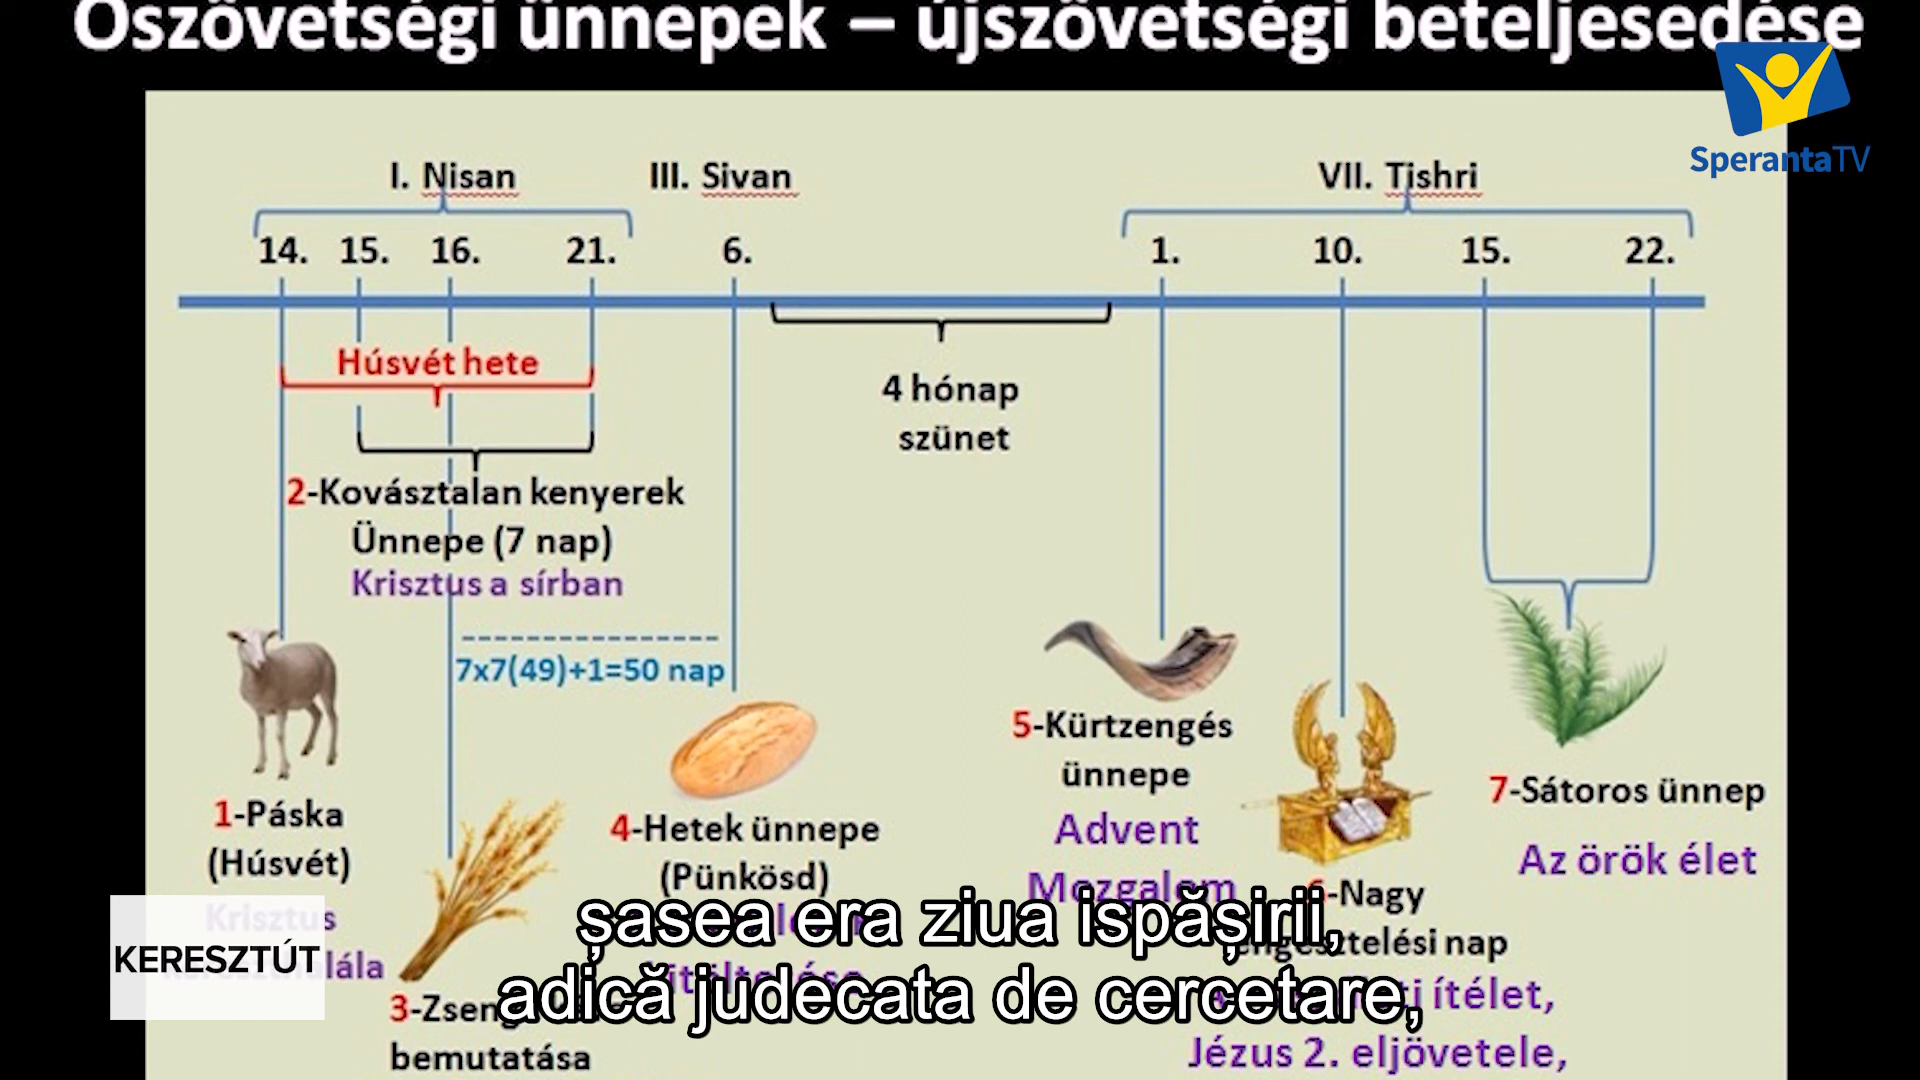 Ószövetségi ünnepek – újszövetségi beteljesedése
SperantaTV
I. Nisan
III. Sivan
VII. Tishri
14. 15. 16. 21. 6. 1. 10. 15. 22.
Húsvét hete
4 hónap
szünet
2-Kovásztalan kenyerek
Ünnepe (7 nap)
Krisztus a sírban
7x7(49)+1=50 nap
1-Páska
(Húsvét)
Krisztus
4-Hetek ünnepe
(Pünkösd)
5-Kürtzengés
ünnepe
Advent
Mozgalom
-Nagy
nap
ítélet,
Jézus 2. eljövetele,
7-Sátoros ünnep
Az örök élet
3-
bemutatása
KERESZTÚT
șasea era ziua ispășirii,
adică judecata de cercetare,